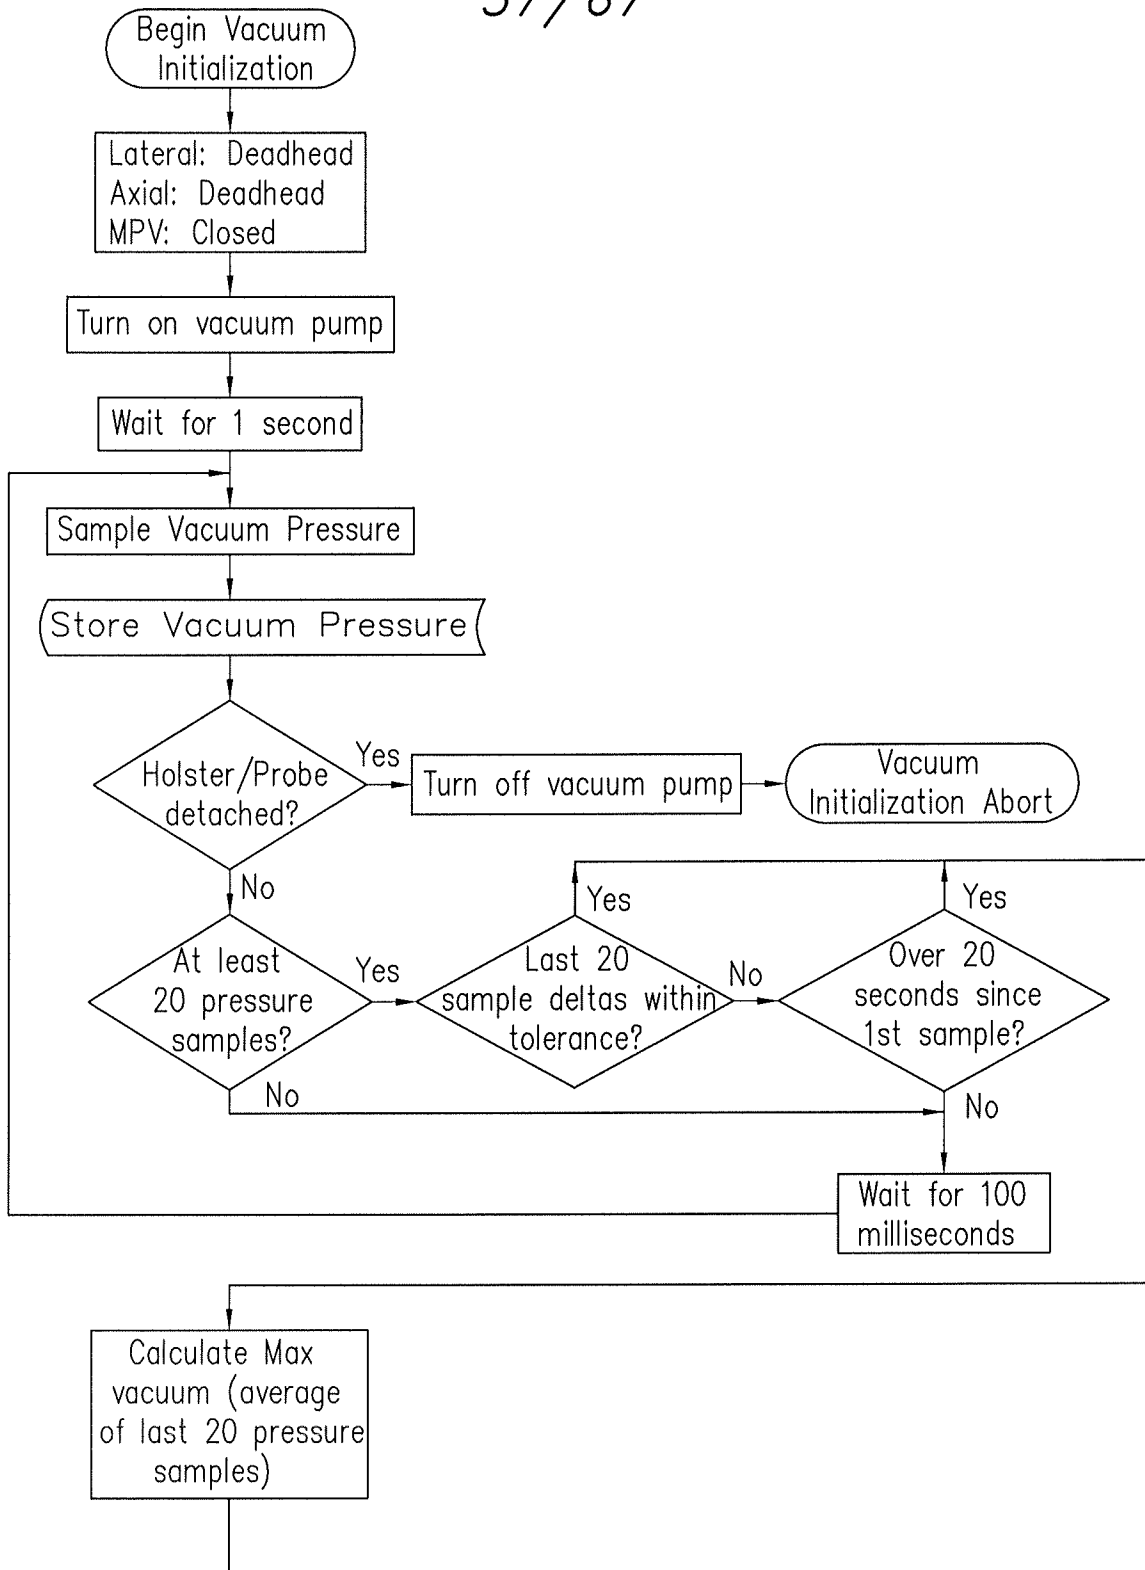 37/67
Begin Vacuum
Initialization
Lateral: Deadhead
Axial: Deadhead
MPV: Closed
Turn on vacuum pump
Wait for 1 second
Sample Vacuum Pressure
Store Vacuum Pressure
Holster/Probe
detached?
Yes
Turn off vacuum pump
Vacuum
Initialization Abort
No
At least
20 pressure
samples?
Yes
Last 20
sample deltas within
tolerance?
Yes
No
Over 20
seconds since
1st sample?
Yes
No
No
Wait for 100
milliseconds
Calculate Max
vacuum (average
of last 20 pressure
samples)